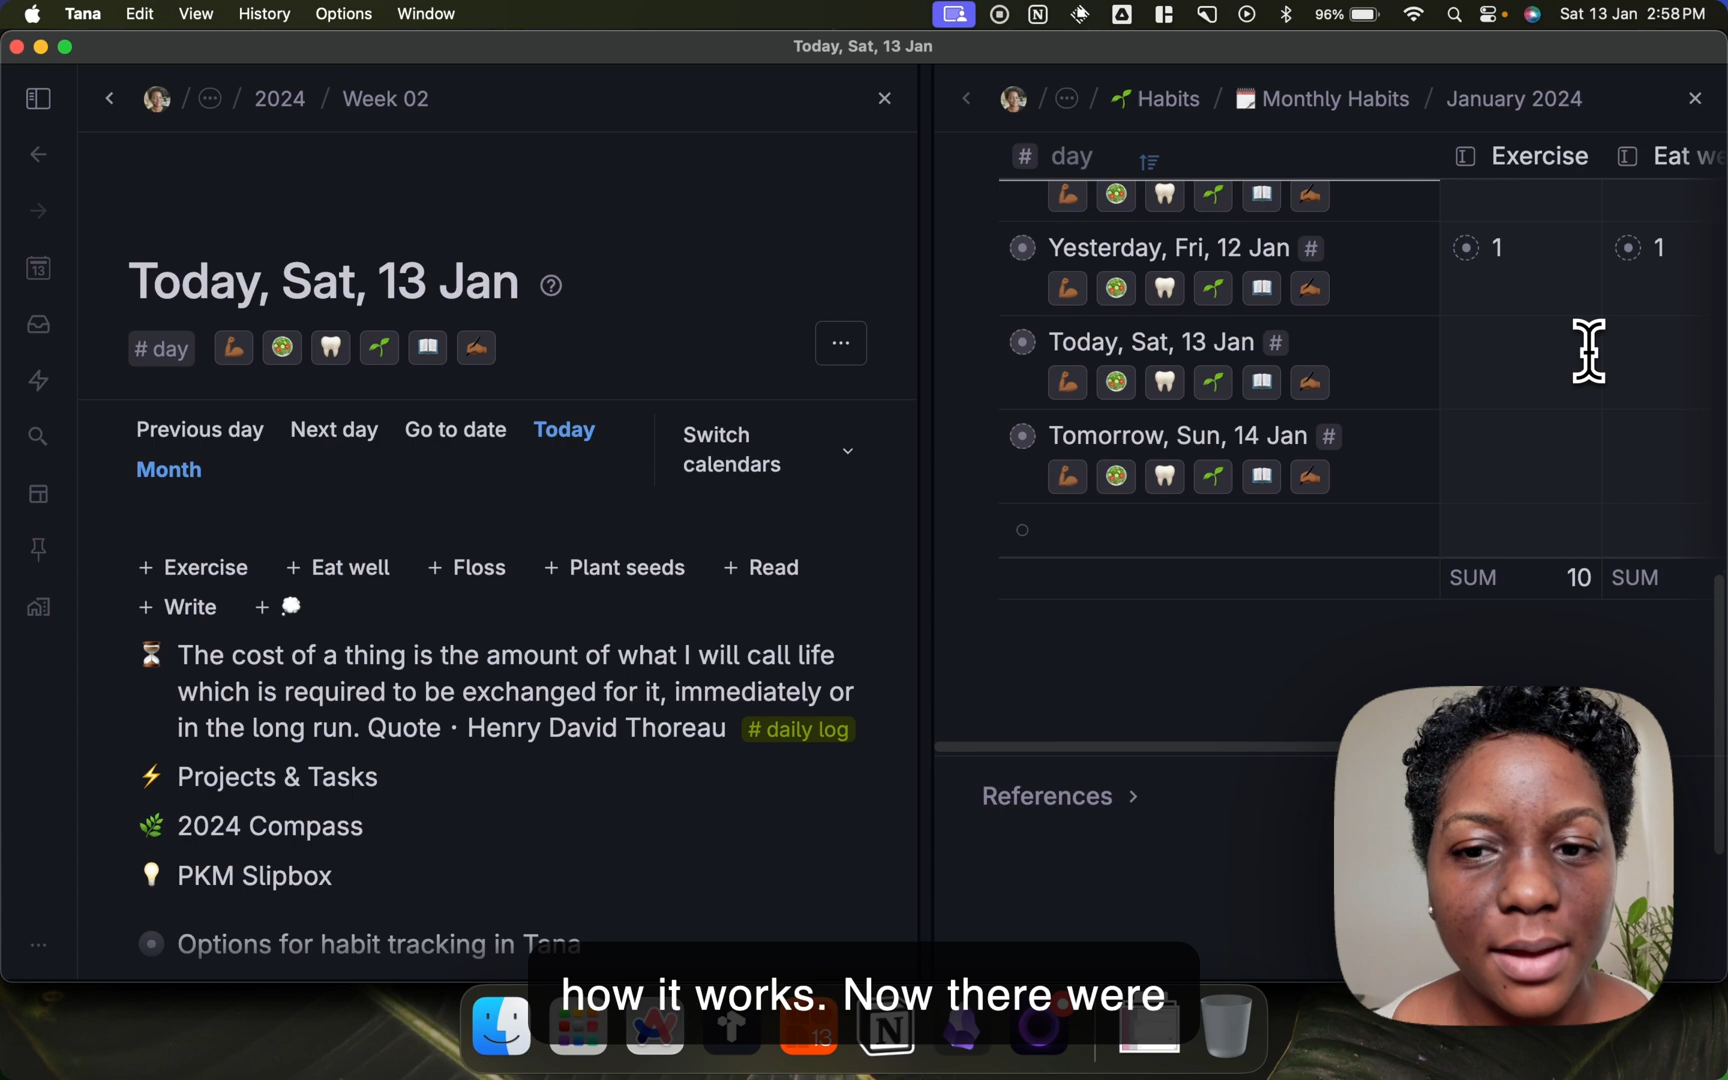 Tana Edit View History Options Window 96% Sat 13 Jan 2:58 PM
Today, Sat, 13 Jan
2024 / Week 02
Today, Sat, 13 Jan
# day
Previous day Next day Go to date Today
Month
Switch
calendars
+ Exercise + Eat well + Floss + Plant seeds + Read
+ Write +
The cost of a thing is the amount of what I will call life
which is required to be exchanged for it, immediately or
in the long run. Quote · Henry David Thoreau # daily log
Projects & Tasks
2024 Compass
PKM Slipbox
Options for habit tracking in Tana
Habits / Monthly Habits / January 2024
# day Exercise Eat we
Yesterday, Fri, 12 Jan # 1 1
Today, Sat, 13 Jan #
Tomorrow, Sun, 14 Jan #
SUM 10 SUM
References >
how it works. Now there were
13